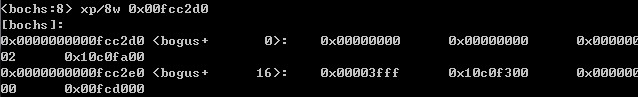 <bochs:8> xp/8w 0x00fcc2d0
[bochs]:
0x0000000000fcc2d0 <bogus+       0>:    0x00000000      0x00000000      0x000000
02      0x10c0fa00
0x0000000000fcc2e0 <bogus+      16>:    0x00003fff      0x10c0f300      0x000000
00      0x00fcd000